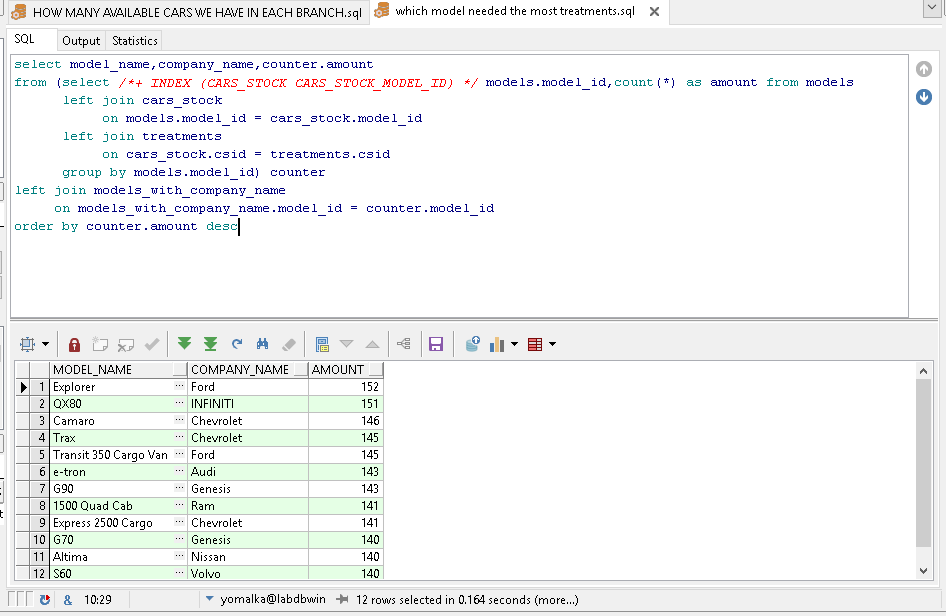 HOW MANY AVAILABLE CARS WE HAVE IN EACH BRANCH.sql which model needed the most treatments.sql
SQL Output Statistics
select model_name,company_name,counter.amount
from (select /*+ INDEX (CARS_STOCK CARS_STOCK_MODEL_ID) */ models.model_id,count(*) as amount from models
left join cars_stock
on models.model_id = cars_stock.model_id
left join treatments
on cars_stock.csid = treatments.csid
group by models.model_id) counter
left join models_with_company_name
on models_with_company_name.model_id = counter.model_id
order by counter.amount desc
MODEL_NAME COMPANY_NAME AMOUNT
1 Explorer ... Ford 152
2 QX80 ... INFINITI 151
3 Camaro ... Chevrolet 146
4 Trax ... Chevrolet 145
5 Transit 350 Cargo Van ... Ford 145
6 e-tron ... Audi 143
7 G90 ... Genesis 143
8 1500 Quad Cab ... Ram 141
9 Express 2500 Cargo ... Chevrolet 141
10 G70 ... Genesis 140
11 Altima ... Nissan 140
12 S60 ... Volvo 140
& 10:29 yomalka@labdbwin 12 rows selected in 0.164 seconds (more...)